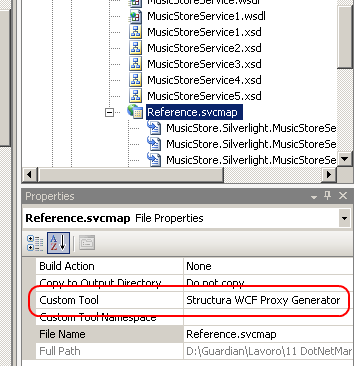 MusicStoreService.wsdl
MusicStoreService1.wsdl
MusicStoreService1.xsd
MusicStoreService2.xsd
MusicStoreService3.xsd
MusicStoreService4.xsd
MusicStoreService5.xsd
Reference.svcmap
MusicStore.Silverlight.MusicStoreSe
MusicStore.Silverlight.MusicStoreSe
MusicStore.Silverlight.MusicStoreSe
Properties
Reference.svcmap File Properties
Build Action None
Copy to Output Directory Do not copy
Custom Tool Structura WCF Proxy Generator
Custom Tool Namespace
File Name Reference.svcmap
Full Path D:\Guardian\Lavoro\11 DotNetMar